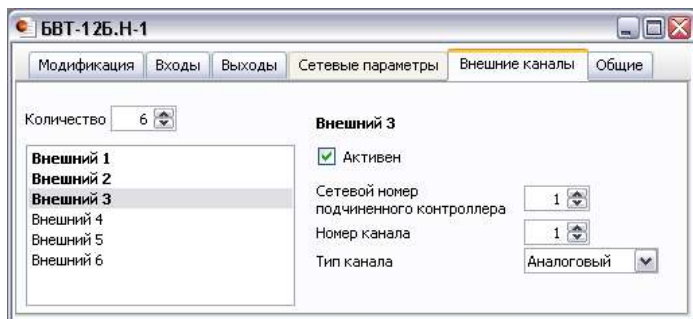 БВТ-12Б.Н-1
Модификация Входы Выходы Сетевые параметры Внешние каналы Общие
Количество 6
Внешний 1
Внешний 2
Внешний 3
Внешний 4
Внешний 5
Внешний 6
Внешний 3
Активен
Сетевой номер
подчиненного контроллера 1
Номер канала 1
Тип канала Аналоговый